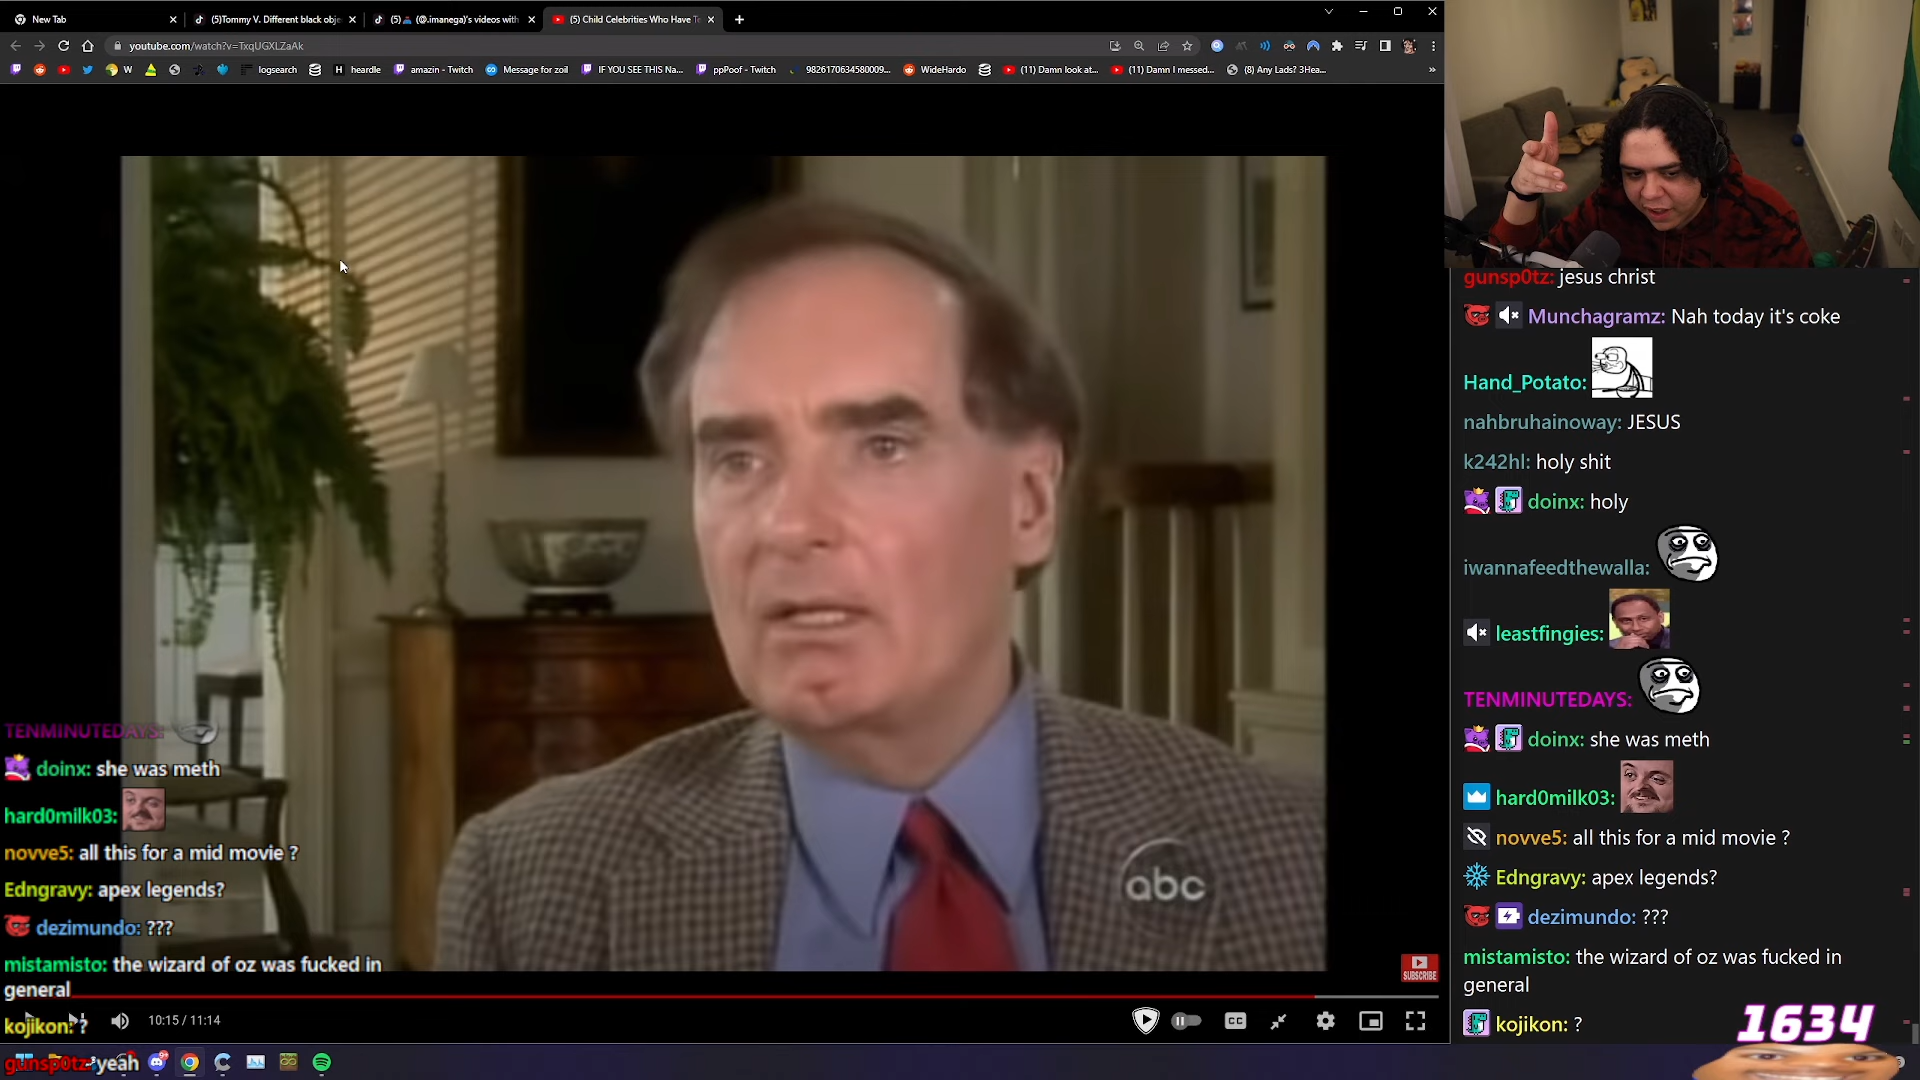 New Tab
(5)Tommy V. Different black obje
(5) (@.imanega)'s videos with
(5) Child Celebrities Who Have Te
youtube.com/watch?v=TxqUGXLZaAk
W
logsearch
heardle
amazin - Twitch
Message for zoil
IF YOU SEE THIS Na...
ppPoof - Twitch
9826170634580009...
WideHardo
(11) Damn look at...
(11) Damn I messed...
(8) Any Lads? 3Hea...
abc
SUBSCRIBE
TENMINUTEDAYS:
doinx: she was meth
hard0milk03:
novve5: all this for a mid movie ?
Edngravy: apex legends?
dezimundo: ???
mistamisto: the wizard of oz was fucked in
general
kojikon: ?
gunsp0tz: yeah
10:15 / 11:14
CC
gunsp0tz: jesus christ
Munchagramz: Nah today it's coke
Hand_Potato:
nahbruhainoway: JESUS
k242hl: holy shit
doinx: holy
iwannafeedthewalla:
leastfingies:
TENMINUTEDAYS:
doinx: she was meth
hard0milk03:
novve5: all this for a mid movie ?
Edngravy: apex legends?
dezimundo: ???
mistamisto: the wizard of oz was fucked in
general
kojikon: ?
1634